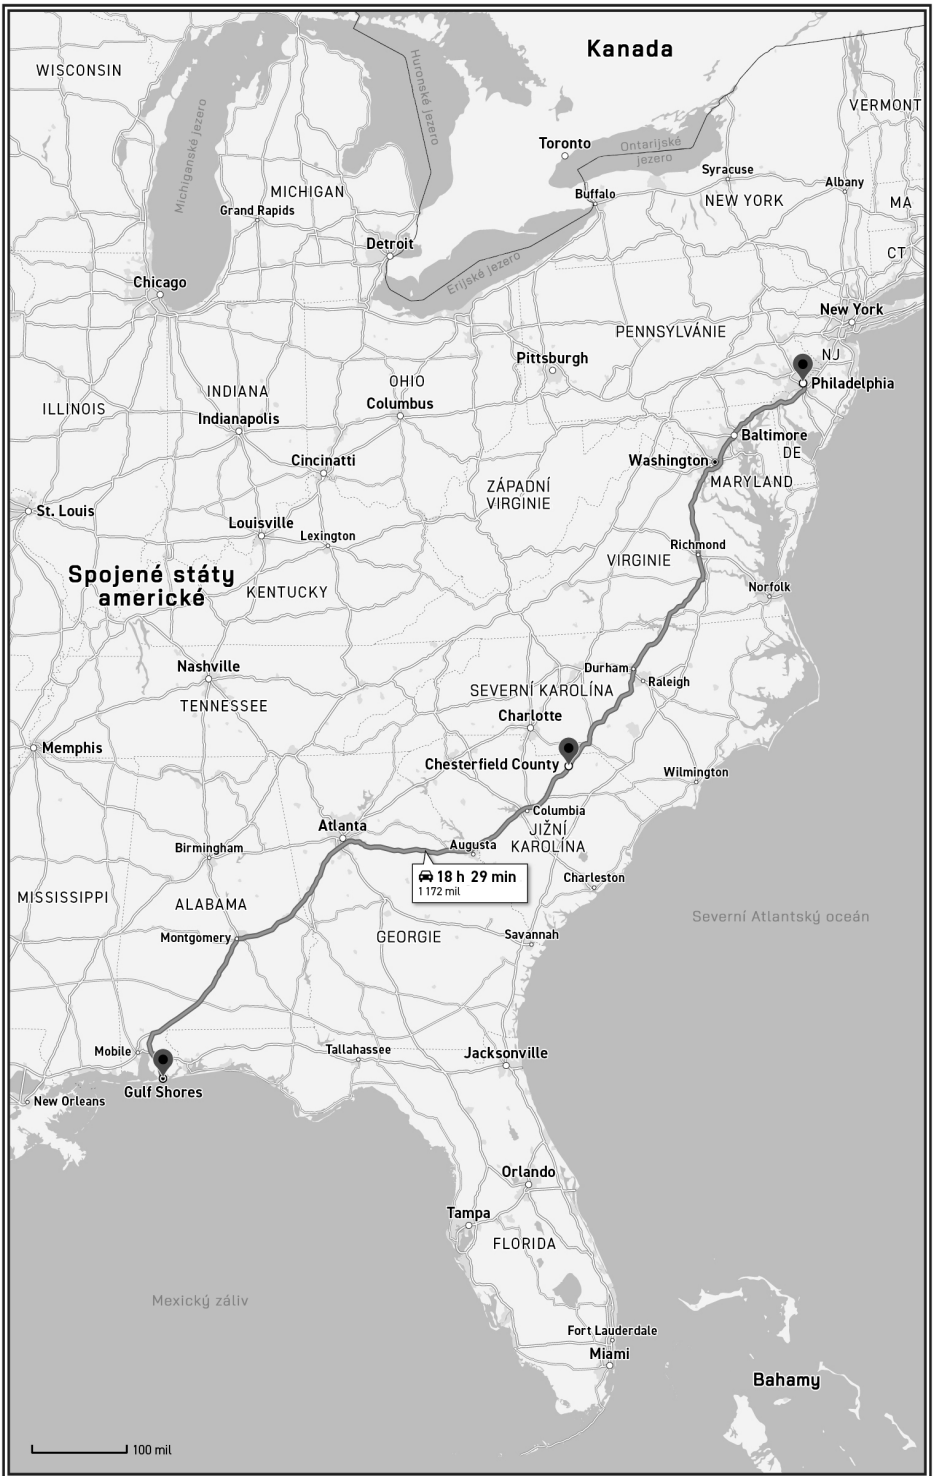 Kanada
WISCONSIN
Huronské jezero
VERMONT
Michiganské jezero
Toronto
Ontarijské
jezero
Syracuse
Albany
MICHIGAN
Buffalo
NEW YORK
MA
Grand Rapids
Detroit
CT
Erijské jezero
Chicago
New York
PENNSYLVÁNIE
Pittsburgh
NJ
Philadelphia
OHIO
INDIANA
Columbus
ILLINOIS
Indianapolis
Baltimore
DE
Cincinatti
Washington
MARYLAND
ZÁPADNÍ
VIRGINIE
St. Louis
Louisville
Lexington
Richmond
VIRGINIE
Spojené státy
americké
KENTUCKY
Norfolk
Nashville
Durham
Raleigh
SEVERNÍ KAROLÍNA
TENNESSEE
Charlotte
Memphis
Chesterfield County
Wilmington
Columbia
Atlanta
JIŽNÍ
KAROLÍNA
Augusta
Birmingham
18 h 29 min
1 172 mil
Charleston
MISSISSIPPI
ALABAMA
Severní Atlantský oceán
Montgomery
GEORGIE
Savannah
Mobile
Tallahassee
Jacksonville
Gulf Shores
New Orleans
Orlando
Tampa
FLORIDA
Mexický záliv
Fort Lauderdale
Miami
Bahamy
100 mil